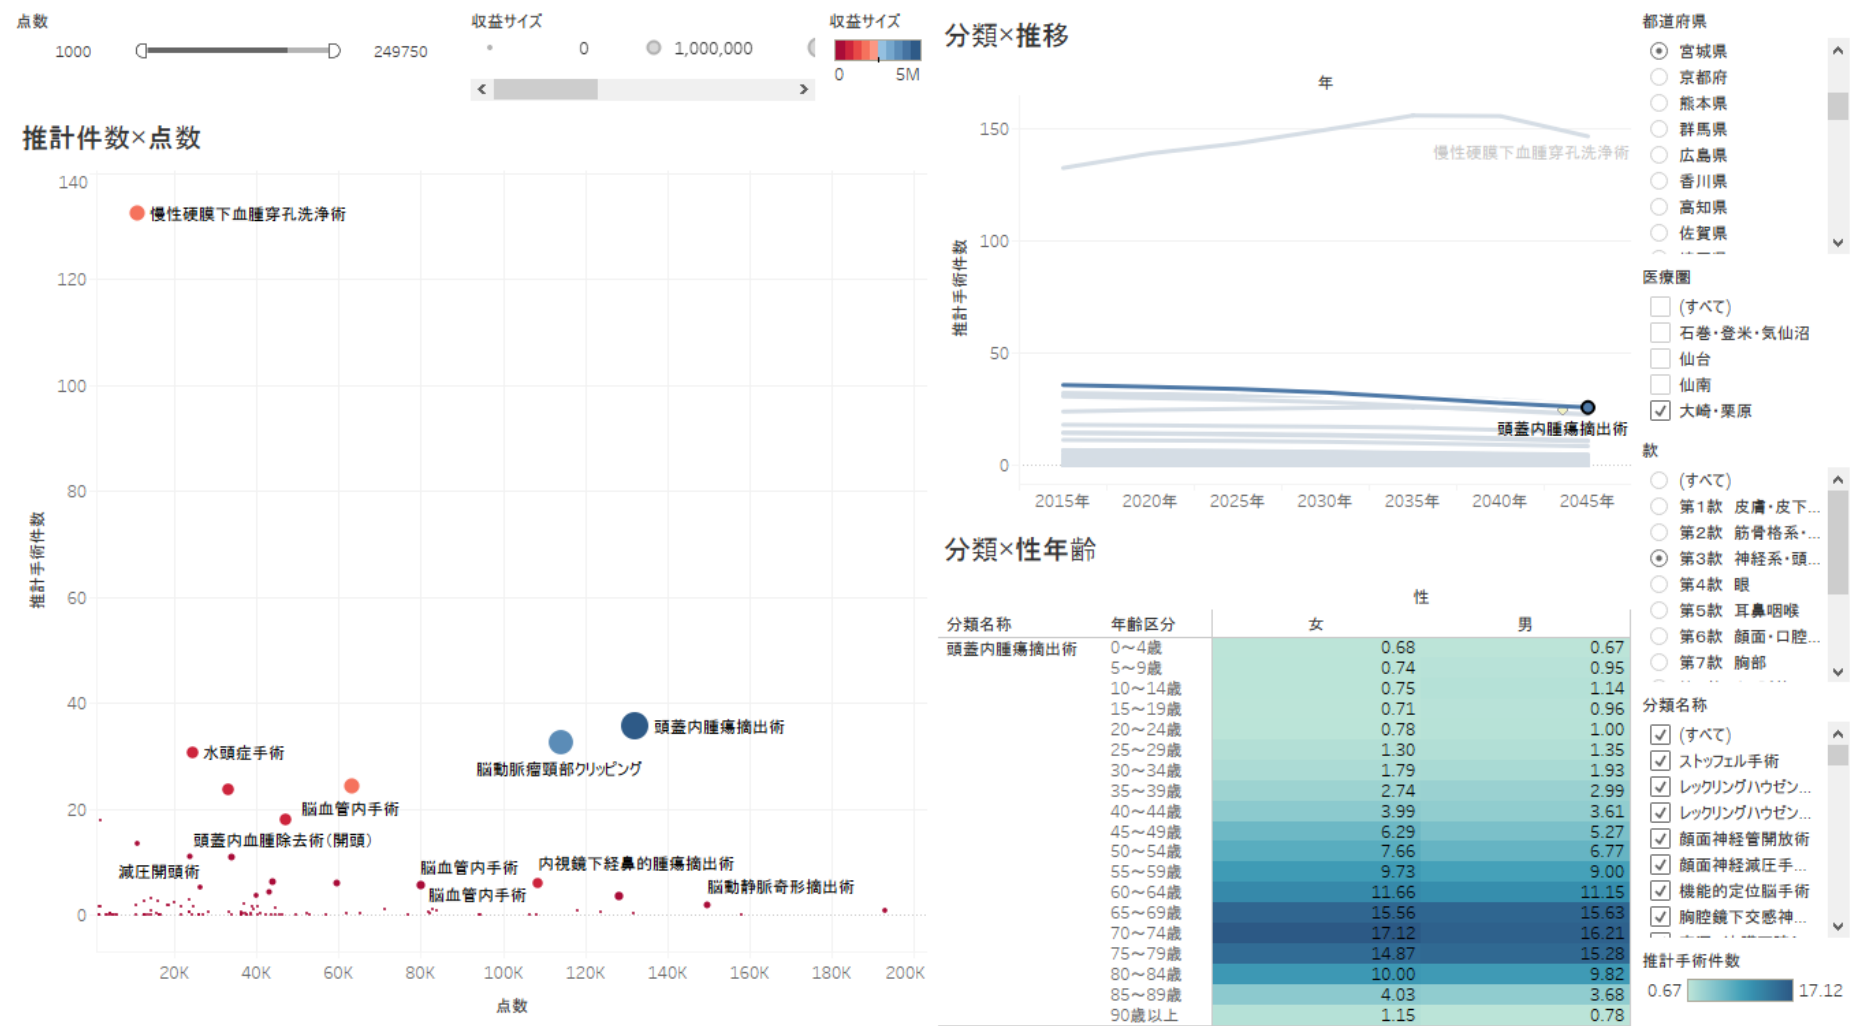 点数
1000
249750
収益サイズ
0
1,000,000
収益サイズ
0
5M
推計件数×点数
推計手術件数
140
120
100
80
60
40
20
0
慢性硬膜下血腫穿孔洗浄術
頭蓋内腫瘍摘出術
脳動脈瘤頸部クリッピング
水頭症手術
脳血管内手術
頭蓋内血腫除去術(開頭)
減圧開頭術
脳血管内手術
内視鏡下経鼻的腫瘍摘出術
脳血管内手術
脳動静脈奇形摘出術
20K
40K
60K
80K
100K
120K
140K
160K
180K
200K
点数
分類×推移
年
推計手術件数
150
100
50
0
慢性硬膜下血腫穿孔洗浄術
頭蓋内腫瘍摘出術
2015年
2020年
2025年
2030年
2035年
2040年
2045年
分類×性年齢
性
分類名称 年齢区分 女 男
頭蓋内腫瘍摘出術 0~4歳 0.68 0.67
5~9歳 0.74 0.95
10~14歳 0.75 1.14
15~19歳 0.71 0.96
20~24歳 0.78 1.00
25~29歳 1.30 1.35
30~34歳 1.79 1.93
35~39歳 2.74 2.99
40~44歳 3.99 3.61
45~49歳 6.29 5.27
50~54歳 7.66 6.77
55~59歳 9.73 9.00
60~64歳 11.66 11.15
65~69歳 15.56 15.63
70~74歳 17.12 16.21
75~79歳 14.87 15.28
80~84歳 10.00 9.82
85~89歳 4.03 3.68
90歳以上 1.15 0.78
都道府県
宮城県
京都府
熊本県
群馬県
広島県
香川県
高知県
佐賀県
医療圏
(すべて)
石巻・登米・気仙沼
仙台
仙南
大崎・栗原
款
(すべて)
第1款 皮膚・皮下...
第2款 筋骨格系・...
第3款 神経系・頭...
第4款 眼
第5款 耳鼻咽喉
第6款 顔面・口腔...
第7款 胸部
分類名称
(すべて)
ストッフェル手術
レックリングハウゼン...
レックリングハウゼン...
顔面神経管開放術
顔面神経減圧手...
機能的定位脳手術
胸腔鏡下交感神...
推計手術件数
0.67
17.12